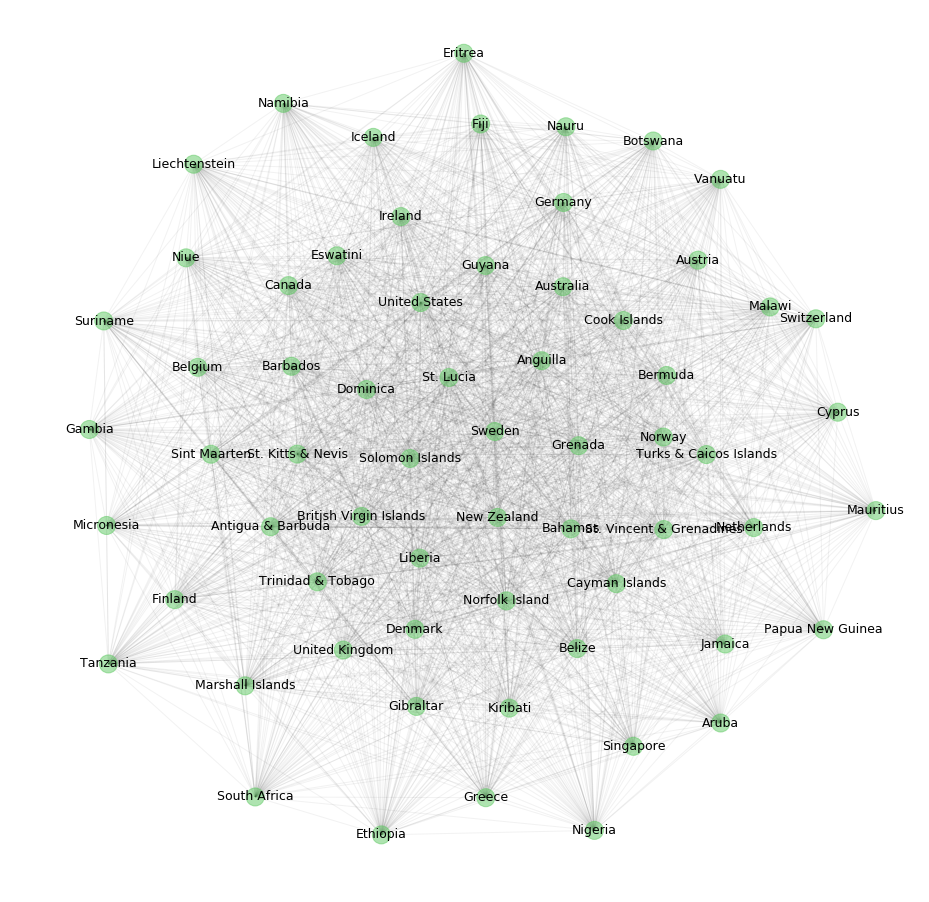 Eritrea
Namibia
Fiji
Nauru
Iceland
Botswana
Liechtenstein
Vanuatu
Germany
Ireland
Eswatini
Niue
Austria
Guyana
Canada
Australia
United States
Malawi
Switzerland
Suriname
Cook Islands
Anguilla
Belgium
Barbados
Bermuda
St. Lucia
Dominica
Cyprus
Gambia
Sweden
Norway
Grenada
Sint Maarten
St. Kitts & Nevis
Solomon Islands
Turks & Caicos Islands
Mauritius
British Virgin Islands
New Zealand
Micronesia
Antigua & Barbuda
Bahamas
St. Vincent & Grenadines
Netherlands
Liberia
Trinidad & Tobago
Cayman Islands
Finland
Norfolk Island
Denmark
Papua New Guinea
United Kingdom
Belize
Jamaica
Tanzania
Marshall Islands
Gibraltar
Kiribati
Aruba
Singapore
South Africa
Greece
Ethiopia
Nigeria